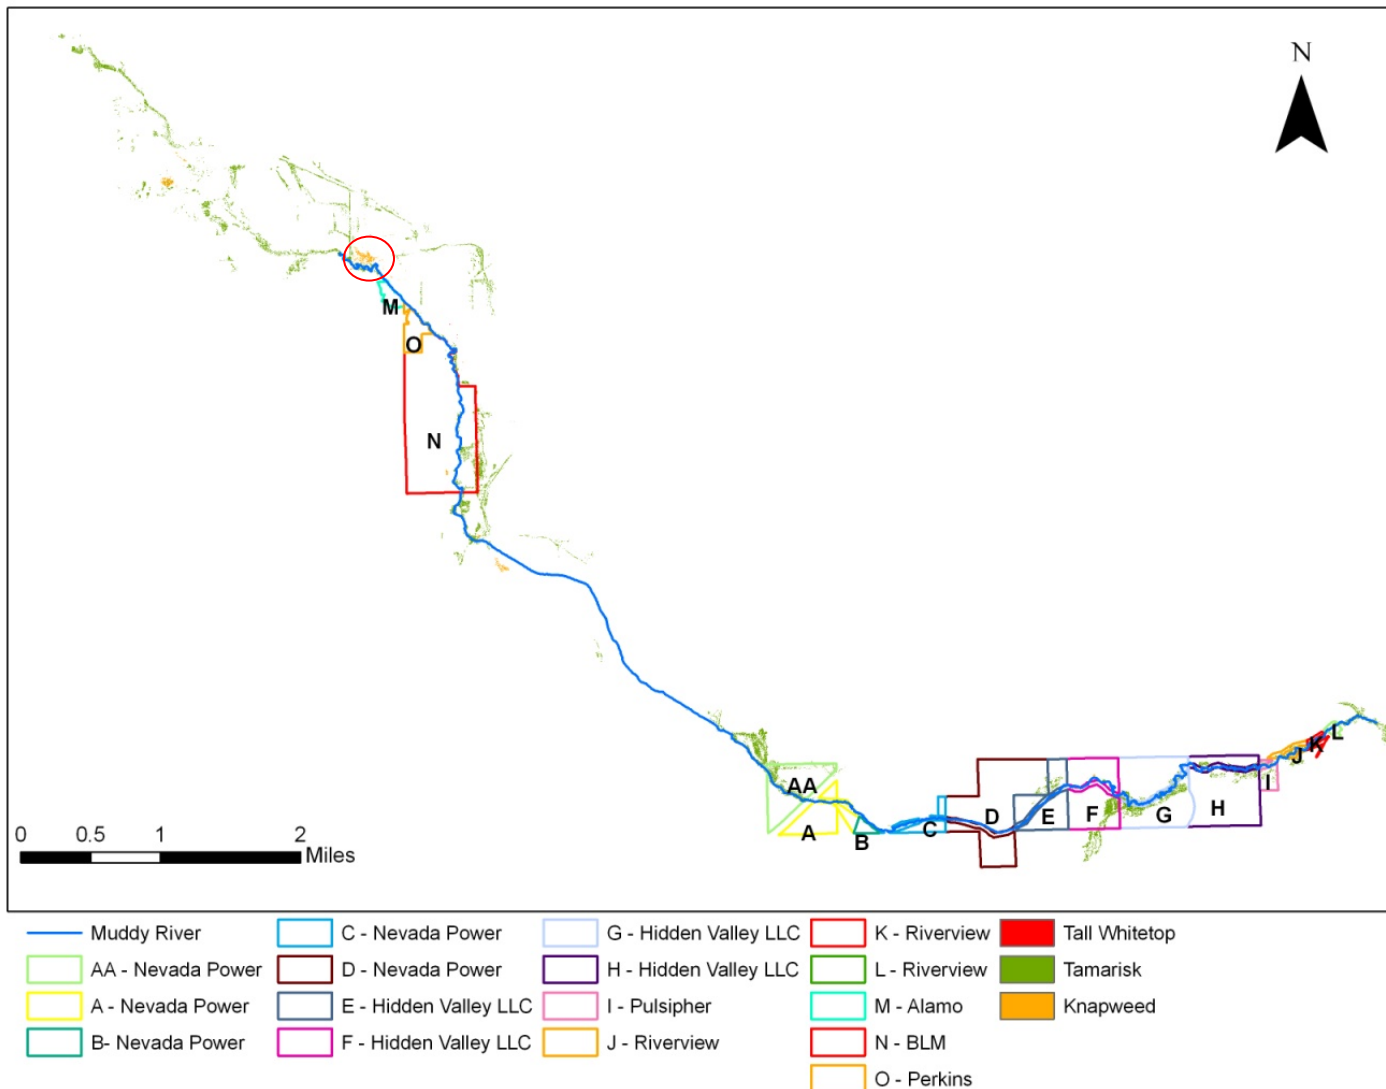 N
M
O
N
AA
A
B
C
D
E
F
G
H
I
J
K
L
0 0.5 1 2
Miles
Muddy River
AA - Nevada Power
A - Nevada Power
B- Nevada Power
C - Nevada Power
D - Nevada Power
E - Hidden Valley LLC
F - Hidden Valley LLC
G - Hidden Valley LLC
H - Hidden Valley LLC
I - Pulsipher
J - Riverview
K - Riverview
L - Riverview
M - Alamo
N - BLM
O - Perkins
Tall Whitetop
Tamarisk
Knapweed